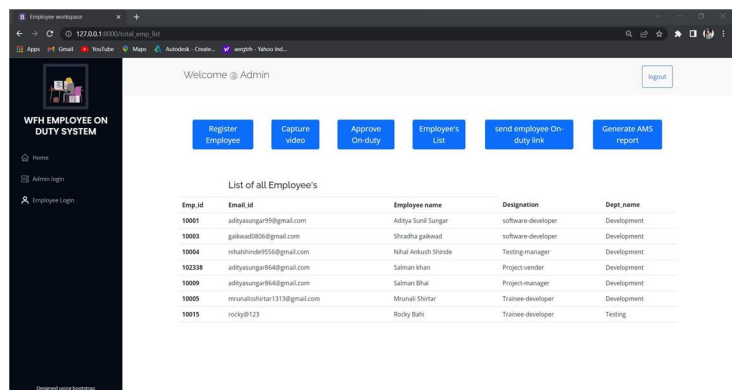 Employee workspace
127.0.0.1:8000/total_emp_list
Apps Gmail YouTube Maps Autodesk - Create... aergbfh - Yahoo Ind...
Welcome @ Admin
logout
WFH EMPLOYEE ON
DUTY SYSTEM
Home
Admin login
Employee Login
Register
Employee
Capture
video
Approve
On-duty
Employee's
List
send employee On-
duty link
Generate AMS
report
List of all Employee's
Emp_id Email_id Employee name Designation Dept_name
10001 adityasungar99@gmail.com Aditya Sunil Sungar software-developer Development
10003 gaikwad0806@gmail.com Shradha gaikwad software-developer Development
10004 nihalshinde9556@gmail.com Nihal Ankush Shinde Testing-manager Development
102338 adityasungar864@gmail.com Salman khan Project-vender Development
10009 adityasungar864@gmail.com Salman Bhai Project-manager Development
10005 mrunalisshirtar1313@gmail.com Mrunali Shirtar Trainee-developer Development
10015 rocky@123 Rocky Bahi Trainee-developer Testing
Designed using bootstrap